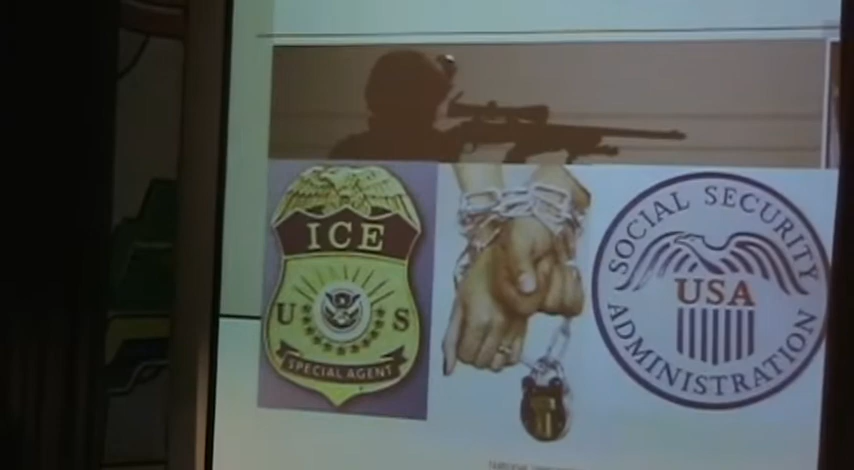 ICE
U S
SPECIAL AGENT
SOCIAL SECURITY
USA
ADMINISTRATION